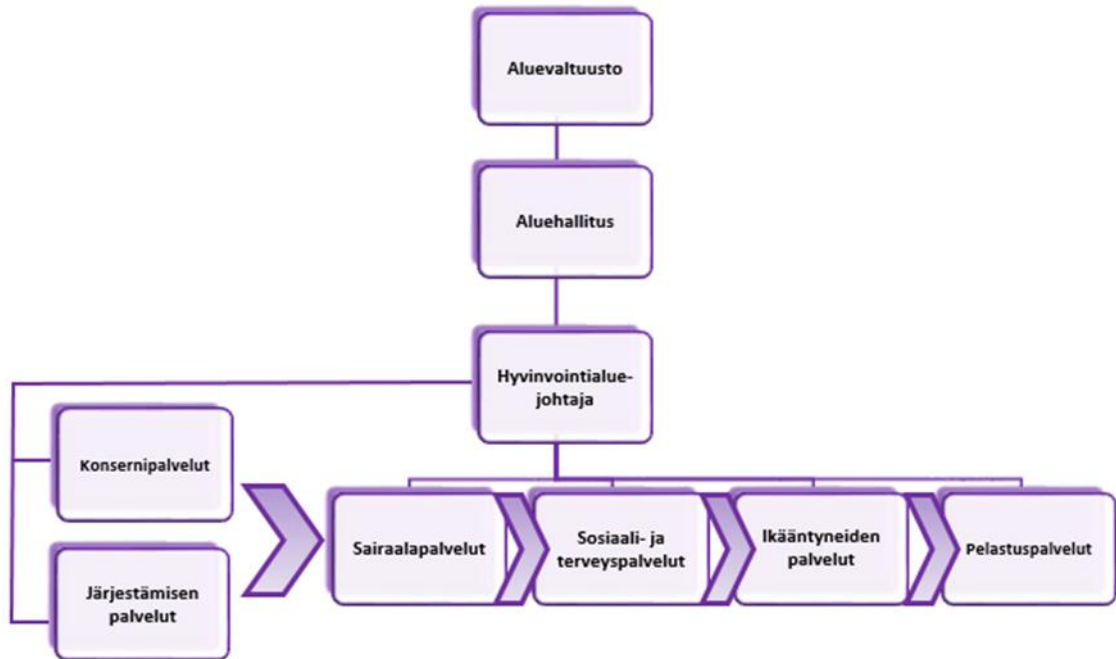 Aluevaltuusto
Aluehallitus
Hyvinvointialue-
johtaja
Konsernipalvelut
Järjestämisen
palvelut
Sairaalapalvelut
Sosiaali- ja
terveyspalvelut
Ikääntyneiden
palvelut
Pelastuspalvelut